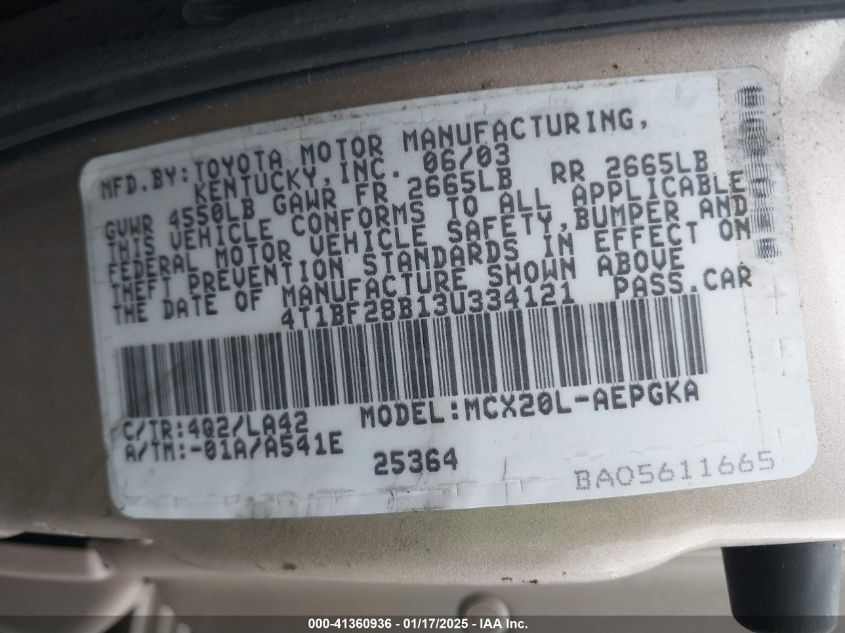 MFD.BY:TOYOTA MOTOR MANUFACTURING,
KENTUCKY,INC. 06/03
GVWR 4550LB GAWR FR 2665LB RR 2665LB
THIS VEHICLE CONFORMS TO ALL APPLICABLE
FEDERAL MOTOR VEHICLE SAFETY,BUMPER AND
THEFT PREVENTION STANDARDS IN EFFECT ON
THE DATE OF MANUFACTURE SHOWN ABOVE
4T1BF28B13U334121 PASS.CAR
C/TR:4Q2/LA42 MODEL:MCX20L-AEPGKA
A/TM:-01A/A541E
25364
BAO5611665
000-41360936 - 01/17/2025 - IAA Holdings, LLC.